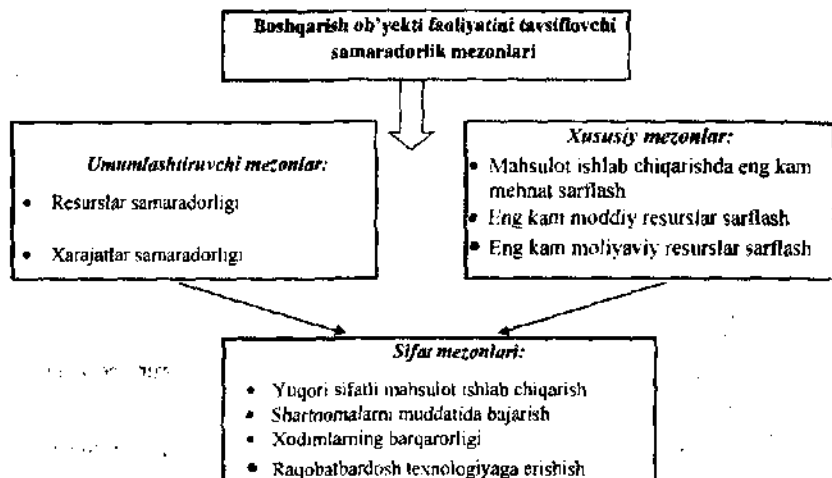 Boshqarish ob'yekti faoliyatini tavsiflovchi
samaradorlik mezonlari
Umumlashtiruvchi mezonlar:
• Resurslar samaradorligi
• Xarajatlar samaradorligi
Xususiy mezonlar:
• Mahsulot ishlab chiqarishda eng kam
mehnat sarflash
• Eng kam moddiy resurslar sarflash
• Eng kam moliyaviy resurslar sarflash
Sifat mezonlari:
• Yuqori sifatli mahsulot ishlab chiqarish
• Shartnomalarni muddatida bajarish
• Xodimlarning barqarorligi
• Raqobatbardosh texnologiyaga erishish